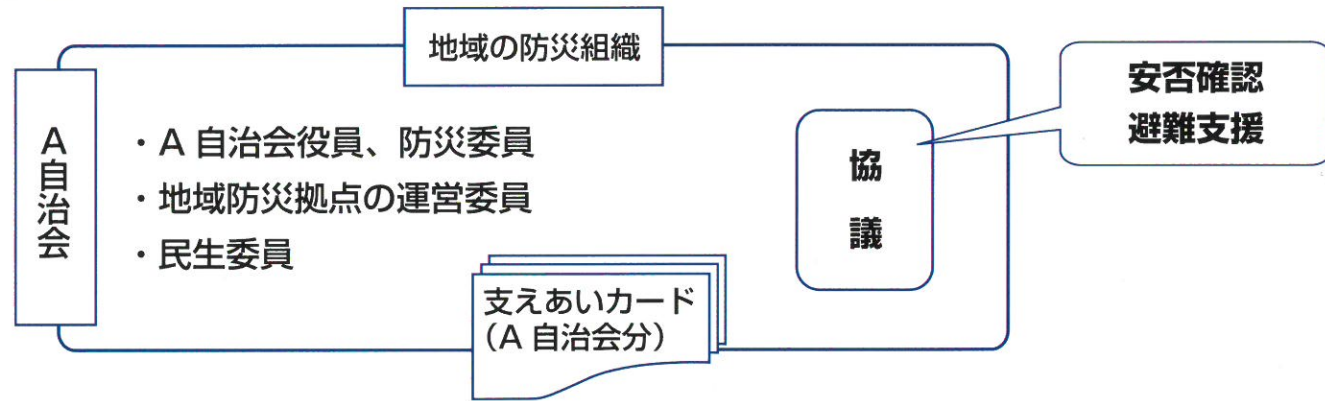 地域の防災組織
A自治会
・A 自治会役員、防災委員
・地域防災拠点の運営委員
・民生委員
協議
安否確認
避難支援
支えあいカード
（A 自治会分）